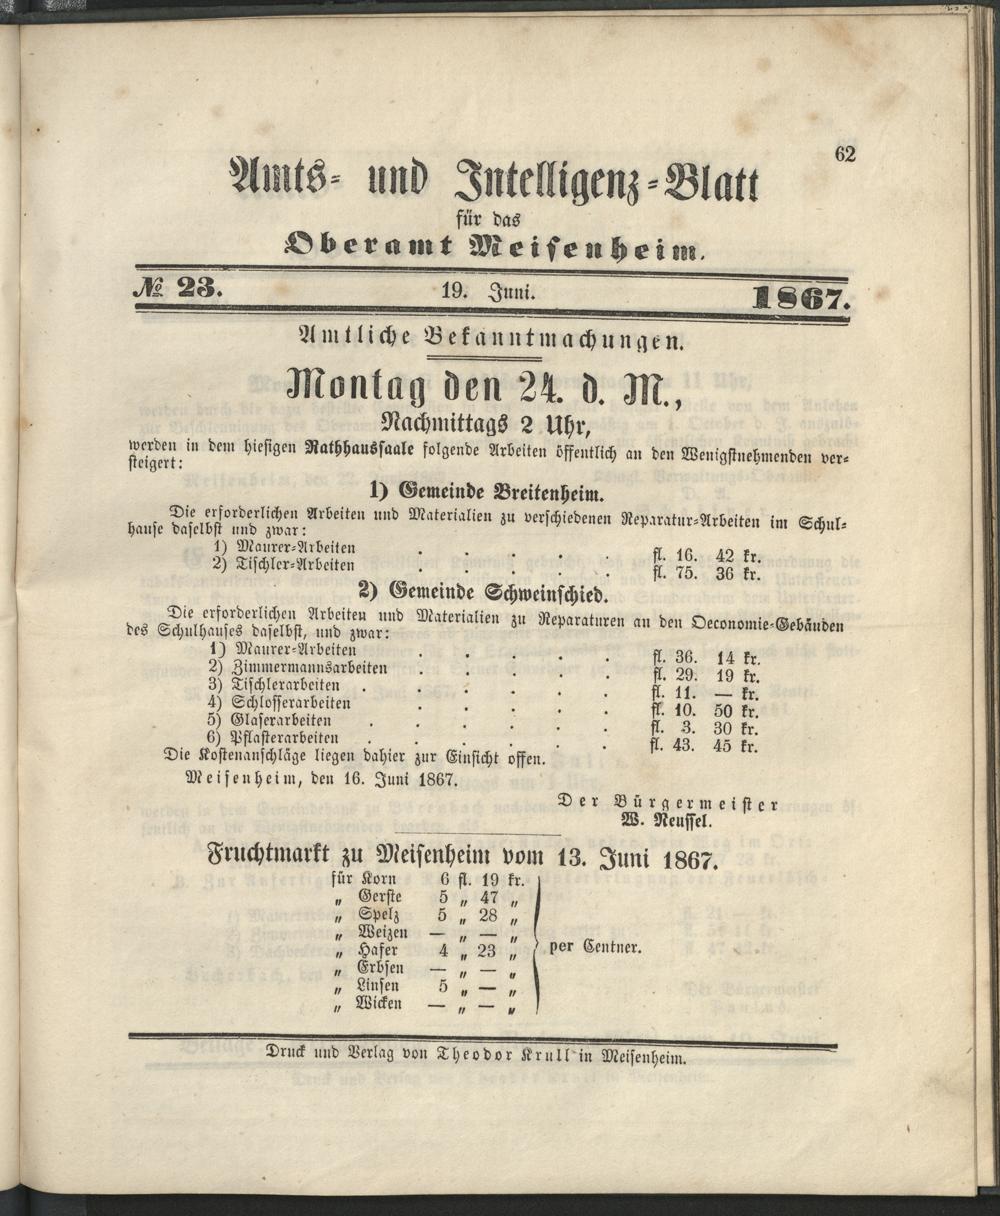 62
Amts- und Intelligenz-Blatt
für das
Oberamt Meisenheim.
№ 23. 19. Juni. 1867.
Amtliche Bekanntmachungen.
Montag den 24. d. M.,
Nachmittags 2 Uhr,
werden in dem hiesigen Rathhaussaale folgende Arbeiten öffentlich an den Wenigstnehmenden ver-
steigert:
1) Gemeinde Breitenheim.
Die erforderlichen Arbeiten und Materialien zu verschiedenen Reparatur-Arbeiten im Schul-
hause daselbst und zwar:
1) Maurer-Arbeiten . . . . . fl. 16. 42 kr.
2) Tischler-Arbeiten . . . . . fl. 75. 36 kr.
2) Gemeinde Schweinschied.
Die erforderlichen Arbeiten und Materialien zu Reparaturen an den Oeconomie-Gebäuden
des Schulhauses daselbst, und zwar:
1) Maurer-Arbeiten . . . . . fl. 36. 14 kr.
2) Zimmermannsarbeiten . . . . . fl. 29. 19 kr.
3) Tischlerarbeiten . . . . . fl. 11. — kr.
4) Schlosserarbeiten . . . . . fl. 10. 50 kr.
5) Glaserarbeiten . . . . . . fl. 3. 30 kr.
6) Pflasterarbeiten . . . . . . fl. 43. 45 kr.
Die Kostenanschläge liegen dahier zur Einsicht offen.
Meisenheim, den 16. Juni 1867.
Der Bürgermeister
W. Reussel.
Fruchtmarkt zu Meisenheim vom 13. Juni 1867.
für Korn 6 fl. 19 kr.
„ Gerste 5 „ 47 „
„ Spelz 5 „ 28 „
„ Weizen — „ — „
„ Hafer 4 „ 23 „ per Centner.
„ Erbsen — „ — „
„ Linsen 5 „ — „
„ Wicken — „ — „
Druck und Verlag von Theodor Krull in Meisenheim.